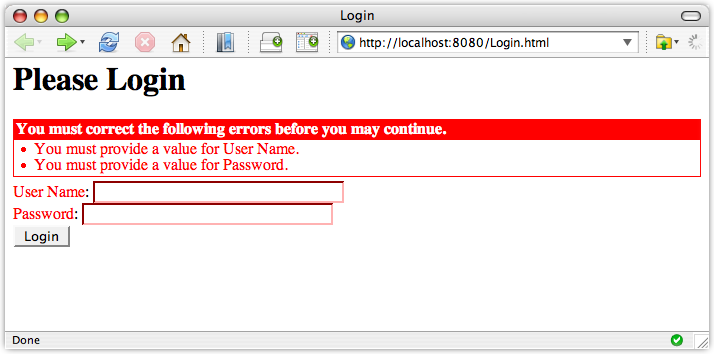 Login
http://localhost:8080/Login.html
Please Login
You must correct the following errors before you may continue.
You must provide a value for User Name.
You must provide a value for Password.
User Name:
Password:
Login
Done